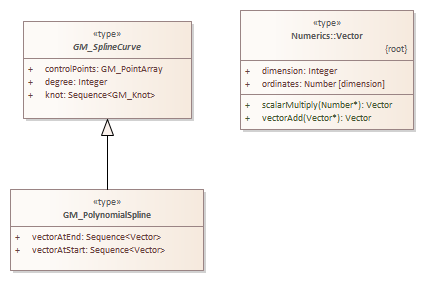 «type»
GM_SplineCurve
+ controlPoints: GM_PointArray
+ degree: Integer
+ knot: Sequence<GM_Knot>
«type»
Numerics::Vector
{root}
+ dimension: Integer
+ ordinates: Number [dimension]
+ scalarMultiply(Number*): Vector
+ vectorAdd(Vector*): Vector
«type»
GM_PolynomialSpline
+ vectorAtEnd: Sequence<Vector>
+ vectorAtStart: Sequence<Vector>